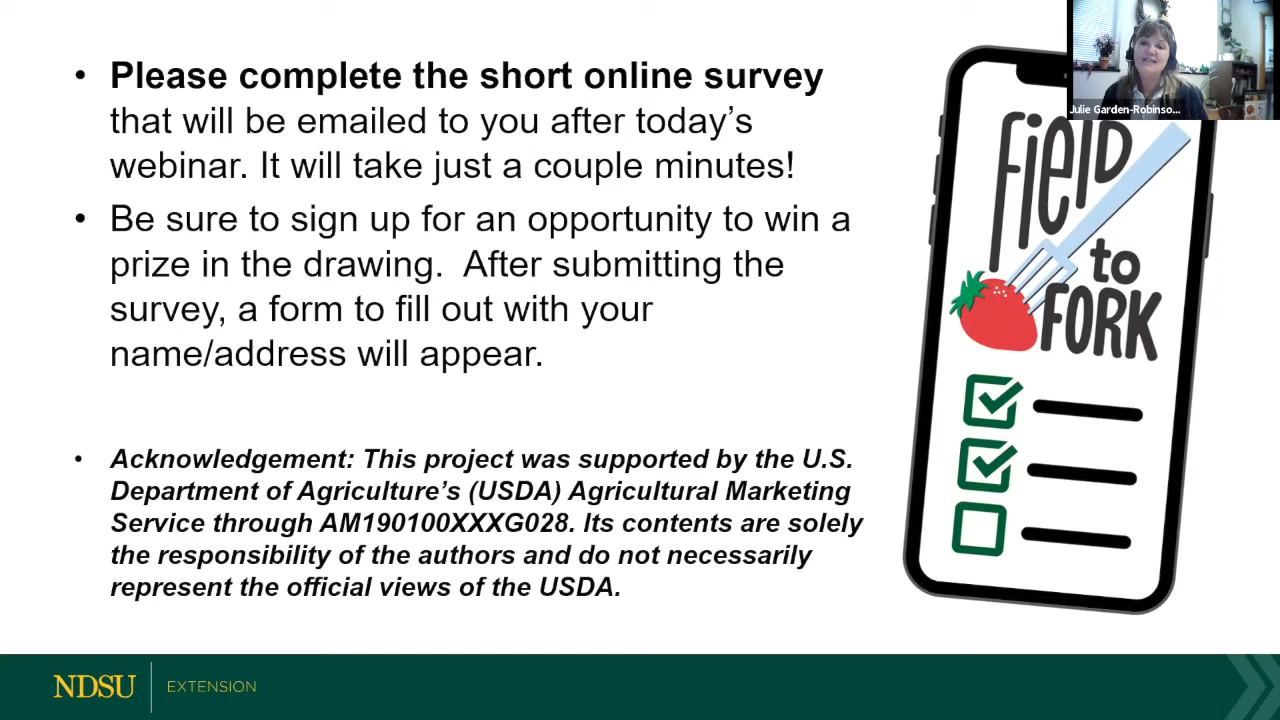 Please complete the short online survey
that will be emailed to you after today’s
webinar. It will take just a couple minutes!
Be sure to sign up for an opportunity to win a
prize in the drawing.  After submitting the
survey, a form to fill out with your
name/address will appear.
Acknowledgement: This project was supported by the U.S.
Department of Agriculture’s (USDA) Agricultural Marketing
Service through AM190100XXXG028. Its contents are solely
the responsibility of the authors and do not necessarily
represent the official views of the USDA.
Julie Garden-Robinso...
FIELD
to
FORK
NDSU
EXTENSION